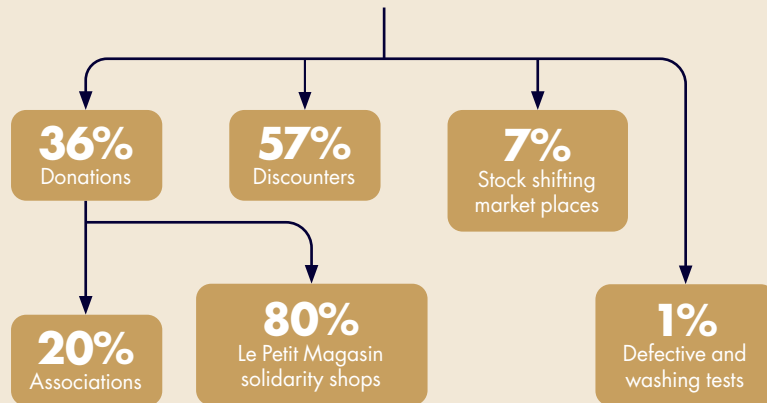 36%
Donations
57%
Discounters
7%
Stock shifting
market places
20%
Associations
80%
Le Petit Magasin
solidarity shops
1%
Defective and
washing tests